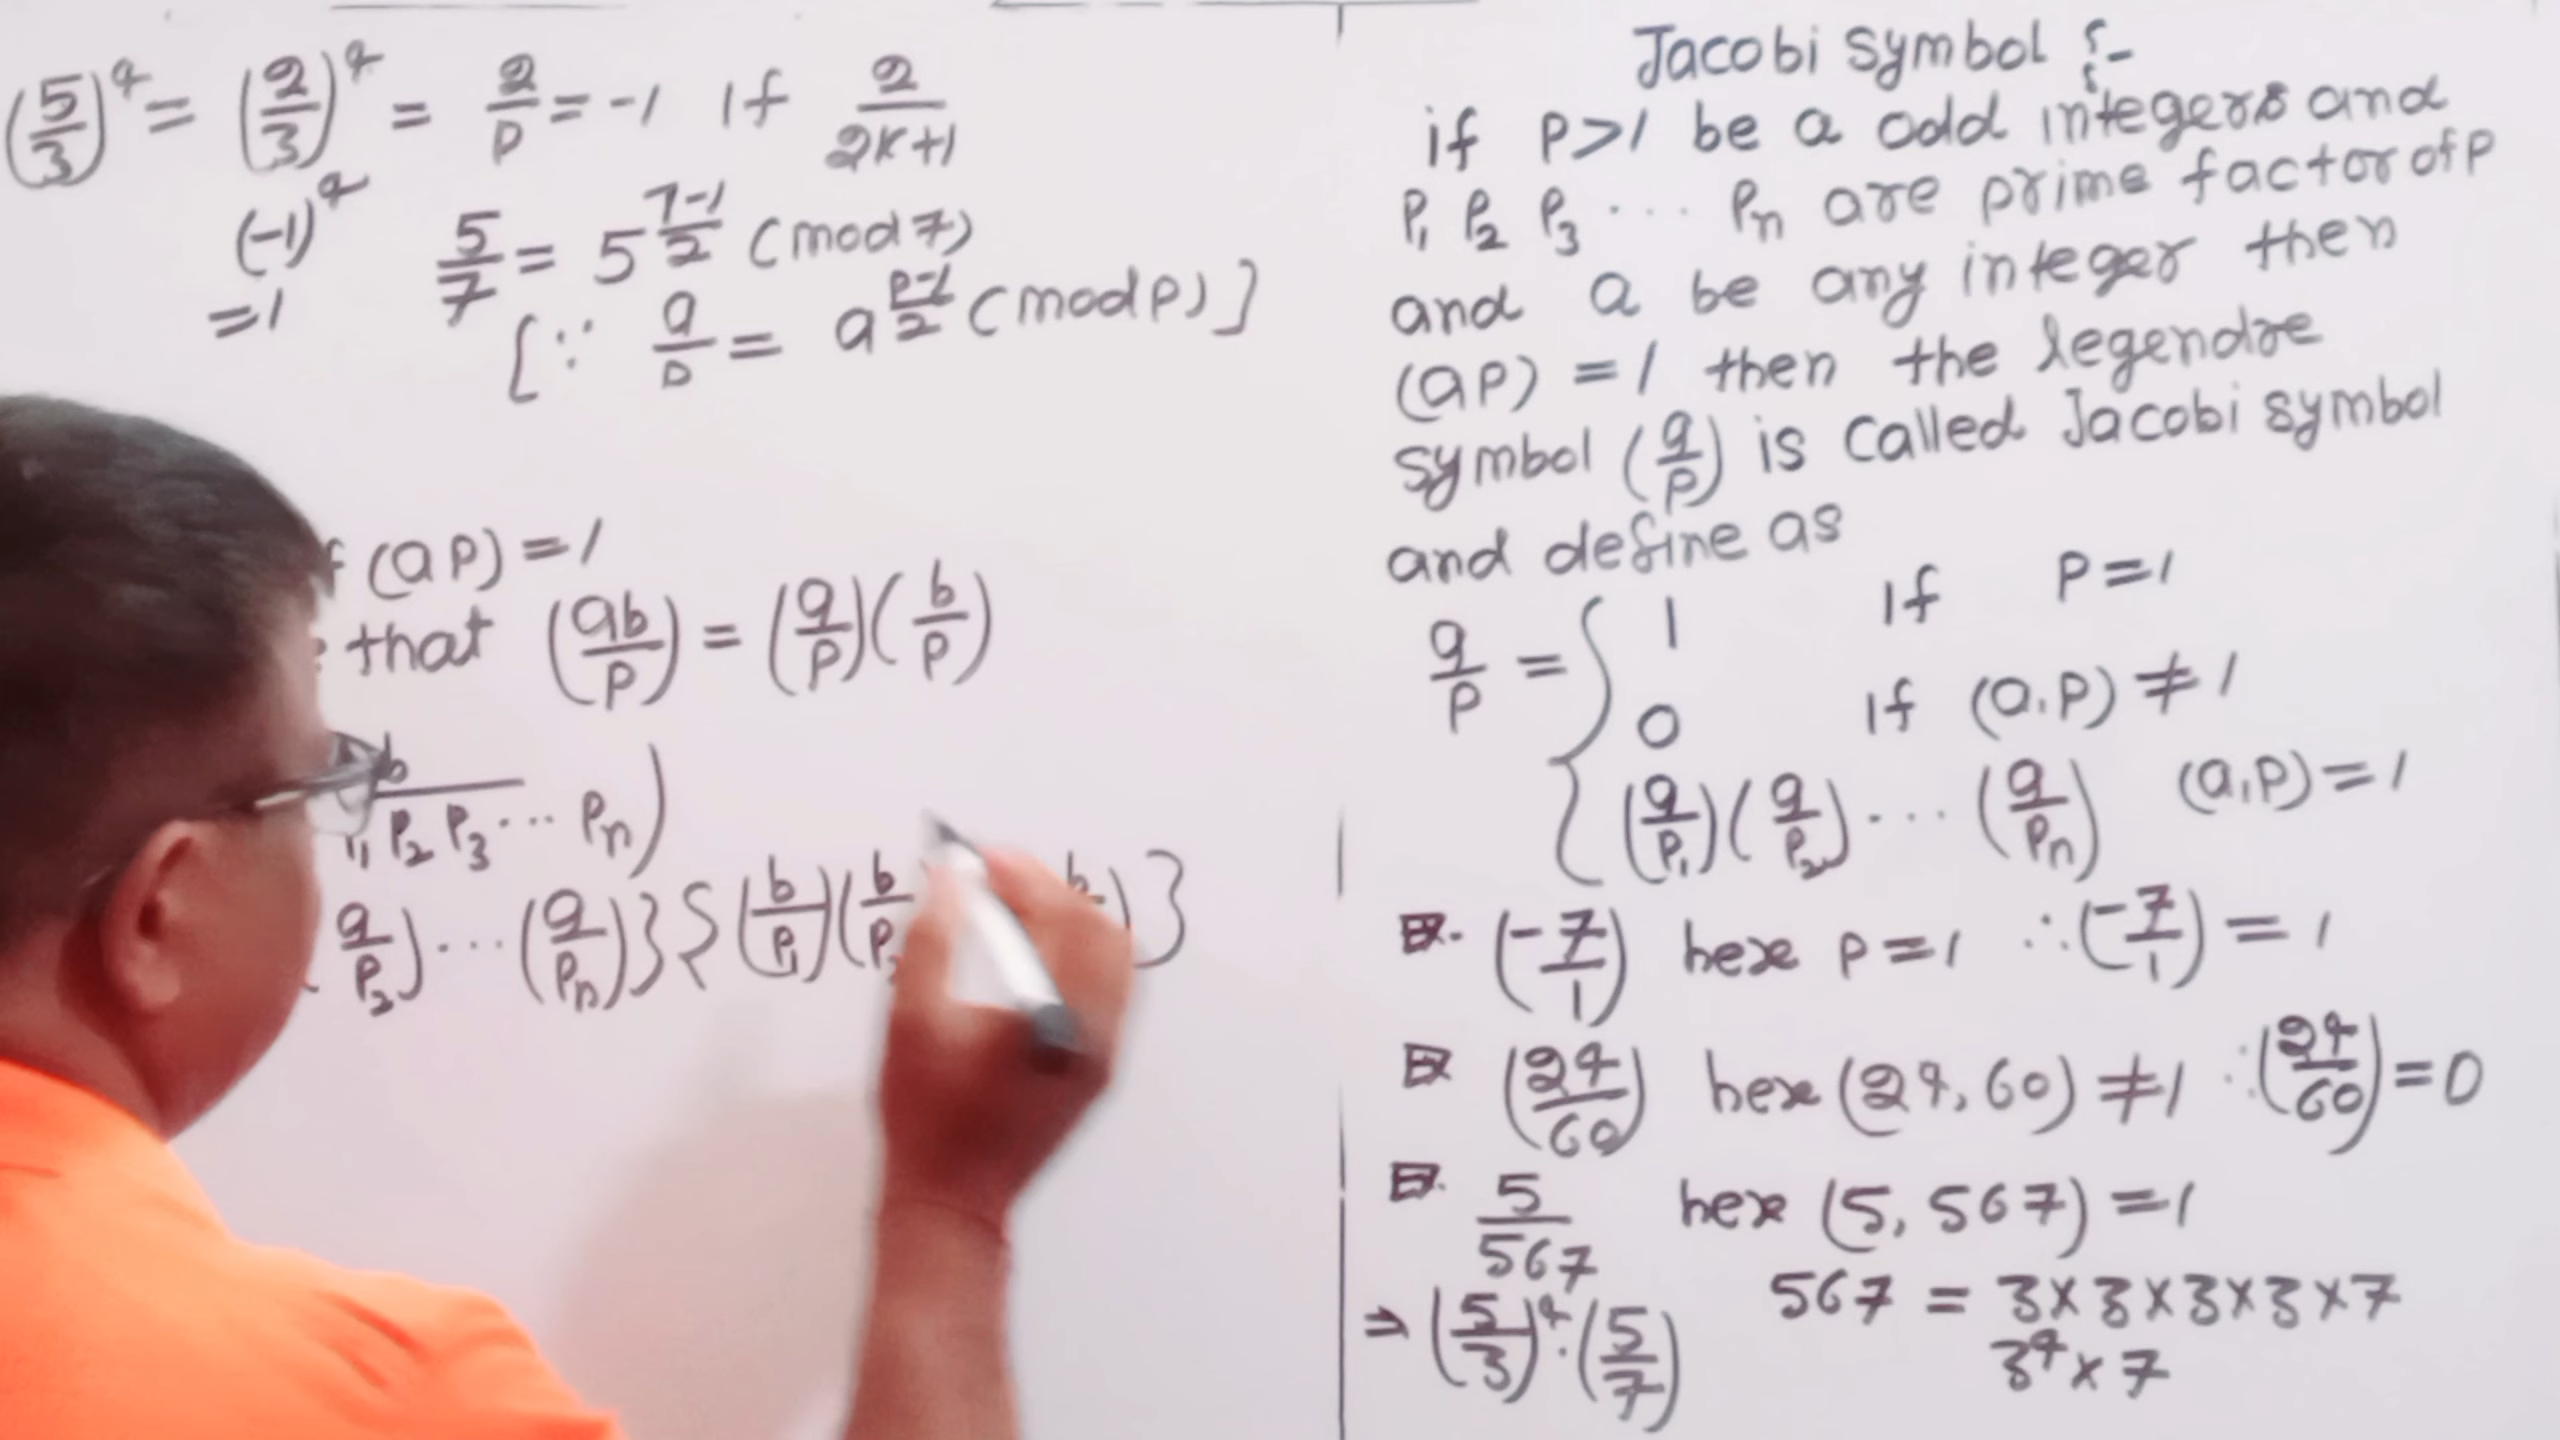 (5/3)^4 = (2/3)^4 = 2/p = -1 if 2/2K+1
(-1)^4 5/7 = 5^(7-1)/2 (mod 7)
=1 [∵ a/p = a^(p-1)/2 (mod p)]
(a p) = 1
that (ab/p) = (a/p)(b/p)
b/P2 P3 ... Pn)
(a/P2) ... (a/Pn)} {(b/P1)(b/P )}
Jacobi symbol :-
if P>1 be a odd integers and
P1 P2 P3 ... Pn are prime factor of P
and a be any integer then
(a P) = 1 then the legendre
symbol (a/P) is called Jacobi symbol
and define as
a/P = { 1 if P=1
0 if (a,P) ≠ 1
(a/P1)(a/P2) ... (a/Pn) (a,P) = 1
Ex. (-7/1) here P=1 ∴ (-7/1) = 1
Ex (24/60) here (24, 60) ≠ 1 ∴ (24/60) = 0
Ex. 5/567 here (5, 567) = 1
⇒ (5/3)^4 · (5/7) 567 = 3×3×3×3×7
3^4 × 7